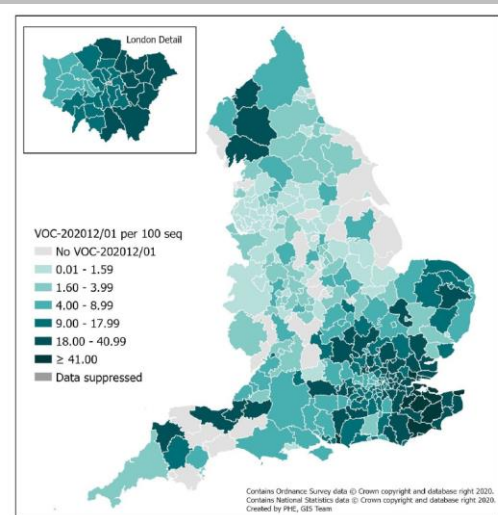 London Detail
VOC-202012/01 per 100 seq
No VOC-202012/01
0.01 - 1.59
1.60 - 3.99
4.00 - 8.99
9.00 - 17.99
18.00 - 40.99
≥ 41.00
Data suppressed
Contains Ordnance Survey data © Crown copyright and database right 2020.
Contains National Statistics data © Crown copyright and database right 2020.
Created by PHE, GIS Team